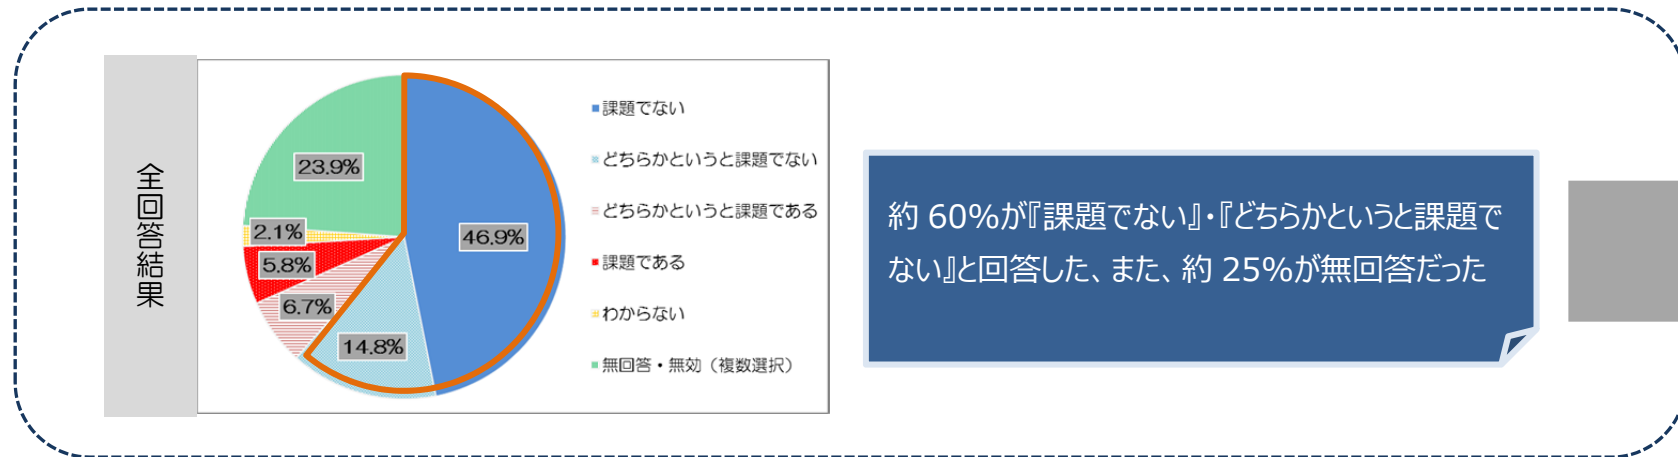 全回答結果
46.9%
14.8%
6.7%
5.8%
2.1%
23.9%
課題でない
どちらかというと課題でない
どちらかというと課題である
課題である
わからない
無回答・無効（複数選択）
約 60%が『課題でない』・『どちらかというと課題で
ない』と回答した、また、約 25%が無回答だった